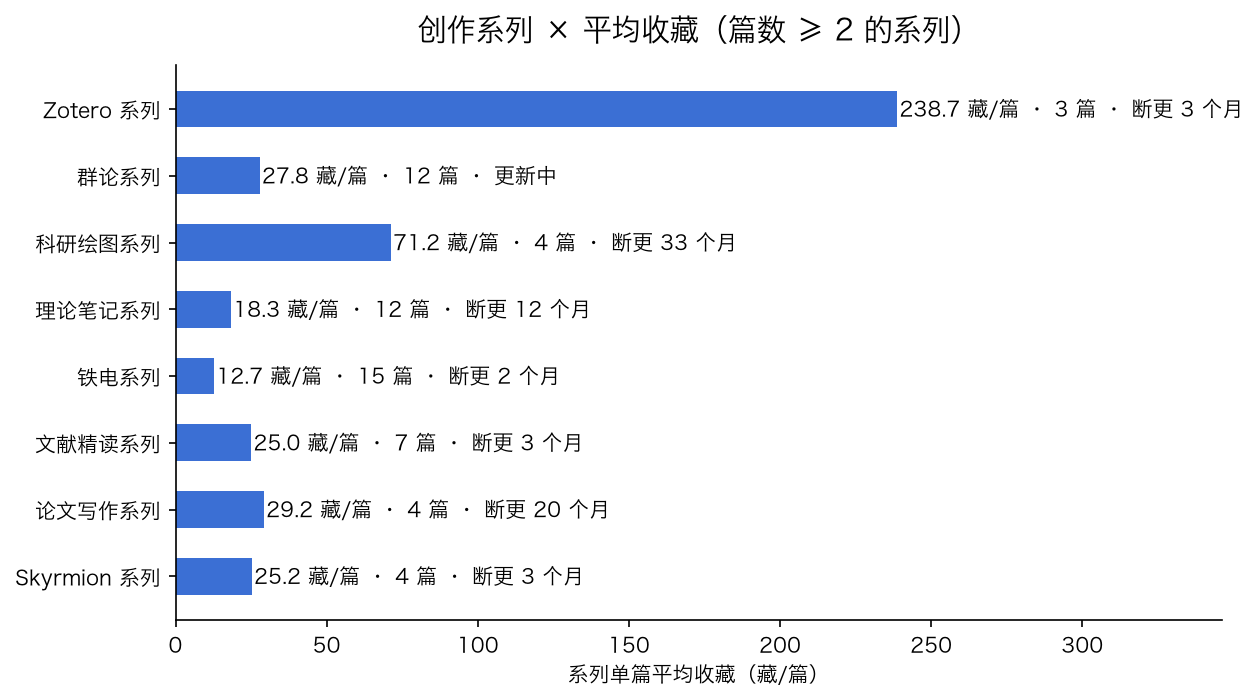 创作系列 × 平均收藏（篇数 ⩾ 2 的系列）
Zotero 系列 238.7 藏/篇 · 3 篇 · 断更 3 个月
群论系列 27.8 藏/篇 · 12 篇 · 更新中
科研绘图系列 71.2 藏/篇 · 4 篇 · 断更 33 个月
理论笔记系列 18.3 藏/篇 · 12 篇 · 断更 12 个月
铁电系列 12.7 藏/篇 · 15 篇 · 断更 2 个月
文献精读系列 25.0 藏/篇 · 7 篇 · 断更 3 个月
论文写作系列 29.2 藏/篇 · 4 篇 · 断更 20 个月
Skyrmion 系列 25.2 藏/篇 · 4 篇 · 断更 3 个月
0 50 100 150 200 250 300
系列单篇平均收藏（藏/篇）